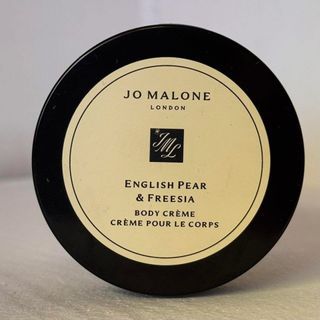 JO MALONE
LONDON
JML
ENGLISH PEAR
& FREESIA
BODY CRÈME
CRÈME POUR LE CORPS